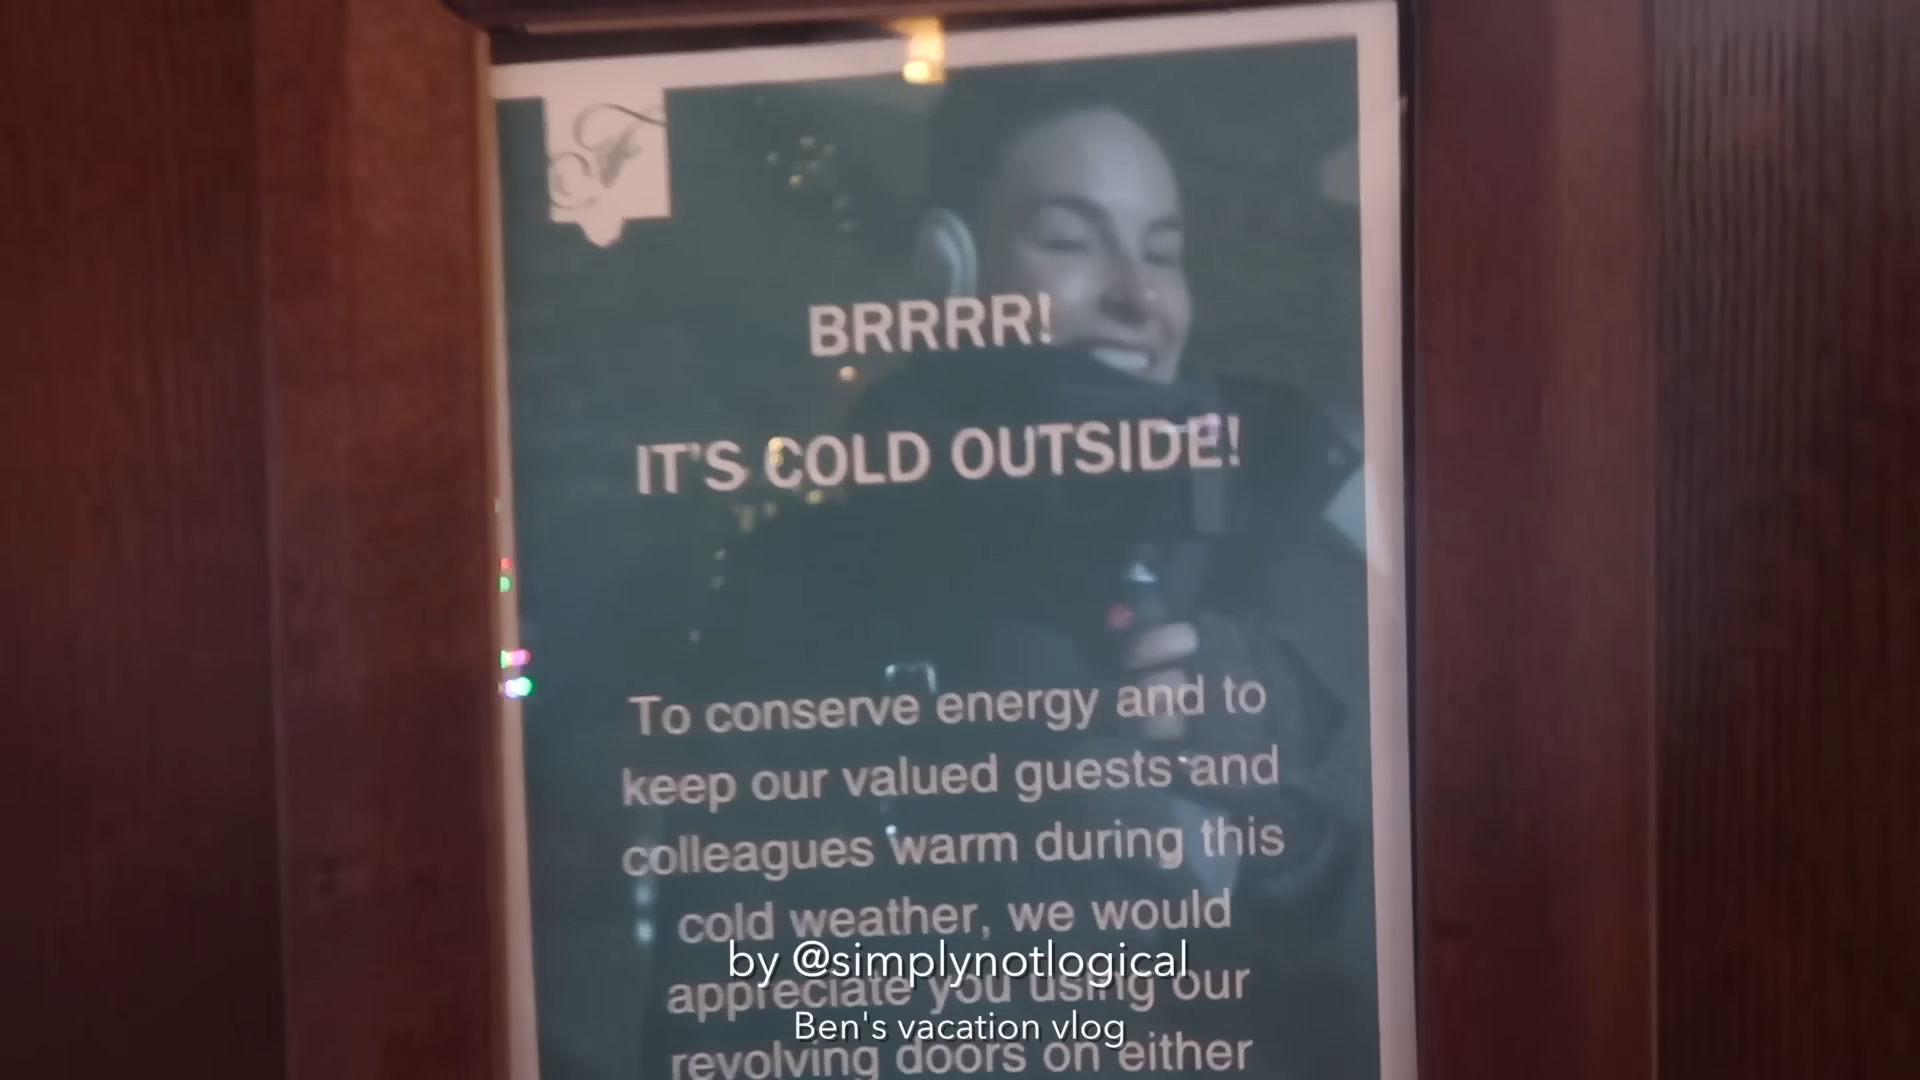 F
BRRRR!
IT'S COLD OUTSIDE!
To conserve energy and to
keep our valued guests and
colleagues warm during this
cold weather, we would
by @simplynotlogical
appreciate you using our
Ben's vacation vlog
revolving doors on either